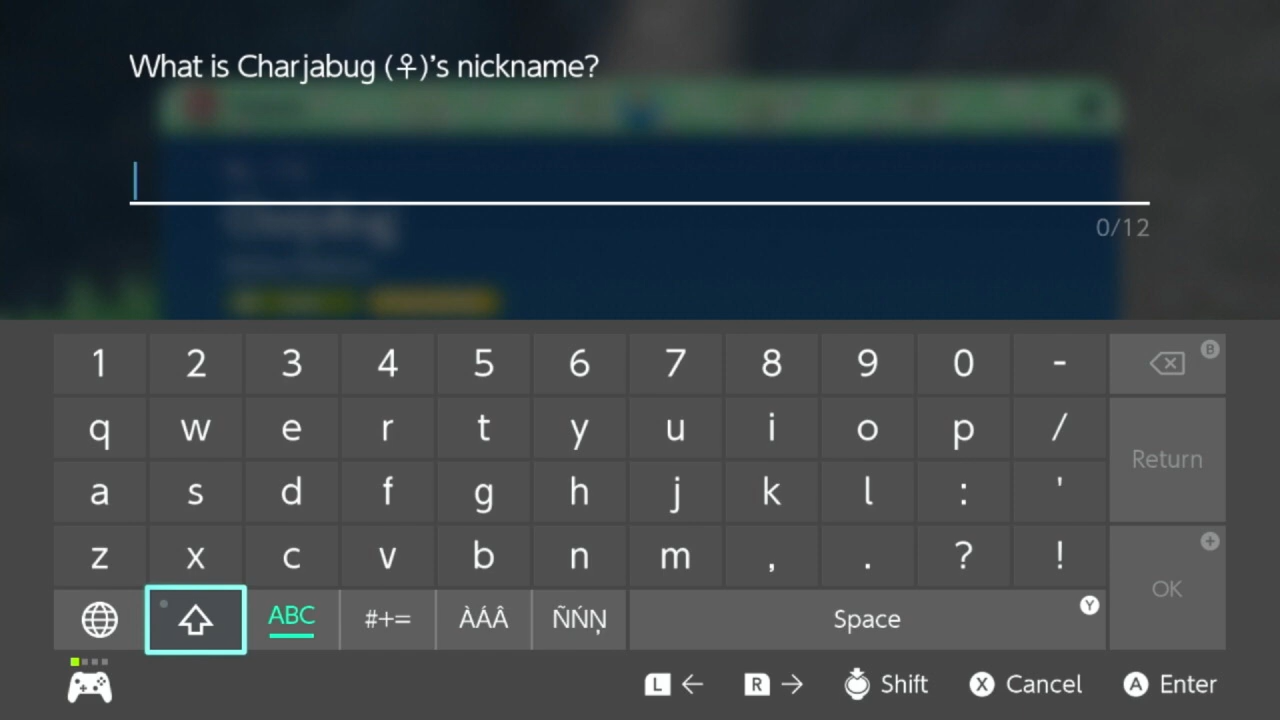 What is Charjabug (♀)'s nickname?
0/12
1 2 3 4 5 6 7 8 9 0 - B
q w e r t y u i o p /
Return
a s d f g h j k l : '
z x c v b n m , . ? ! +
OK
ABC #+= ÀÁÂ ÑŃŅ Space Y
L ← R → Shift X Cancel A Enter